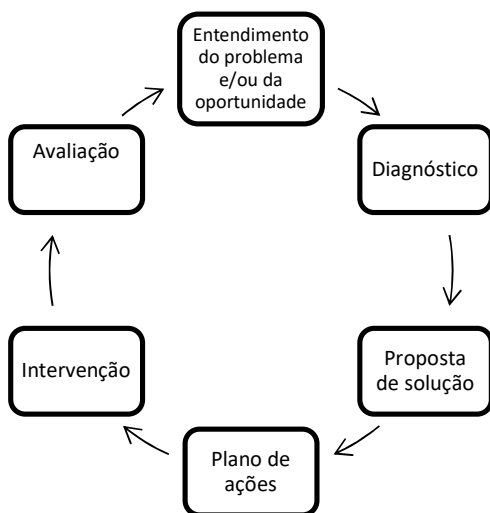 Entendimento
do problema
e/ou da
oportunidade
Diagnóstico
Proposta
de solução
Plano de
ações
Intervenção
Avaliação